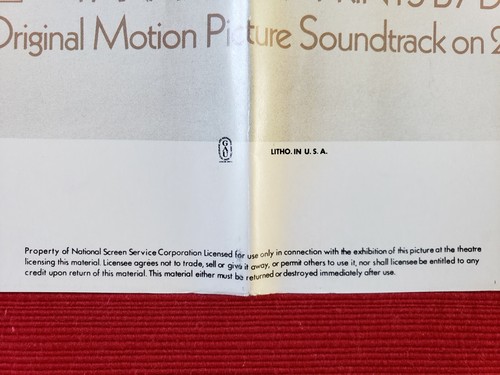 PRINTS BY D
Original Motion Picture Soundtrack on 2
LITHO. IN U. S. A.
Property of National Screen Service Corporation Licensed for use only in connection with the exhibition of this picture at the theatre
licensing this material. Licensee agrees not to trade, sell or give it away, or permit others to use it, nor shall licensee be entitled to any
credit upon return of this material. This material either must be returned or destroyed immediately after use.